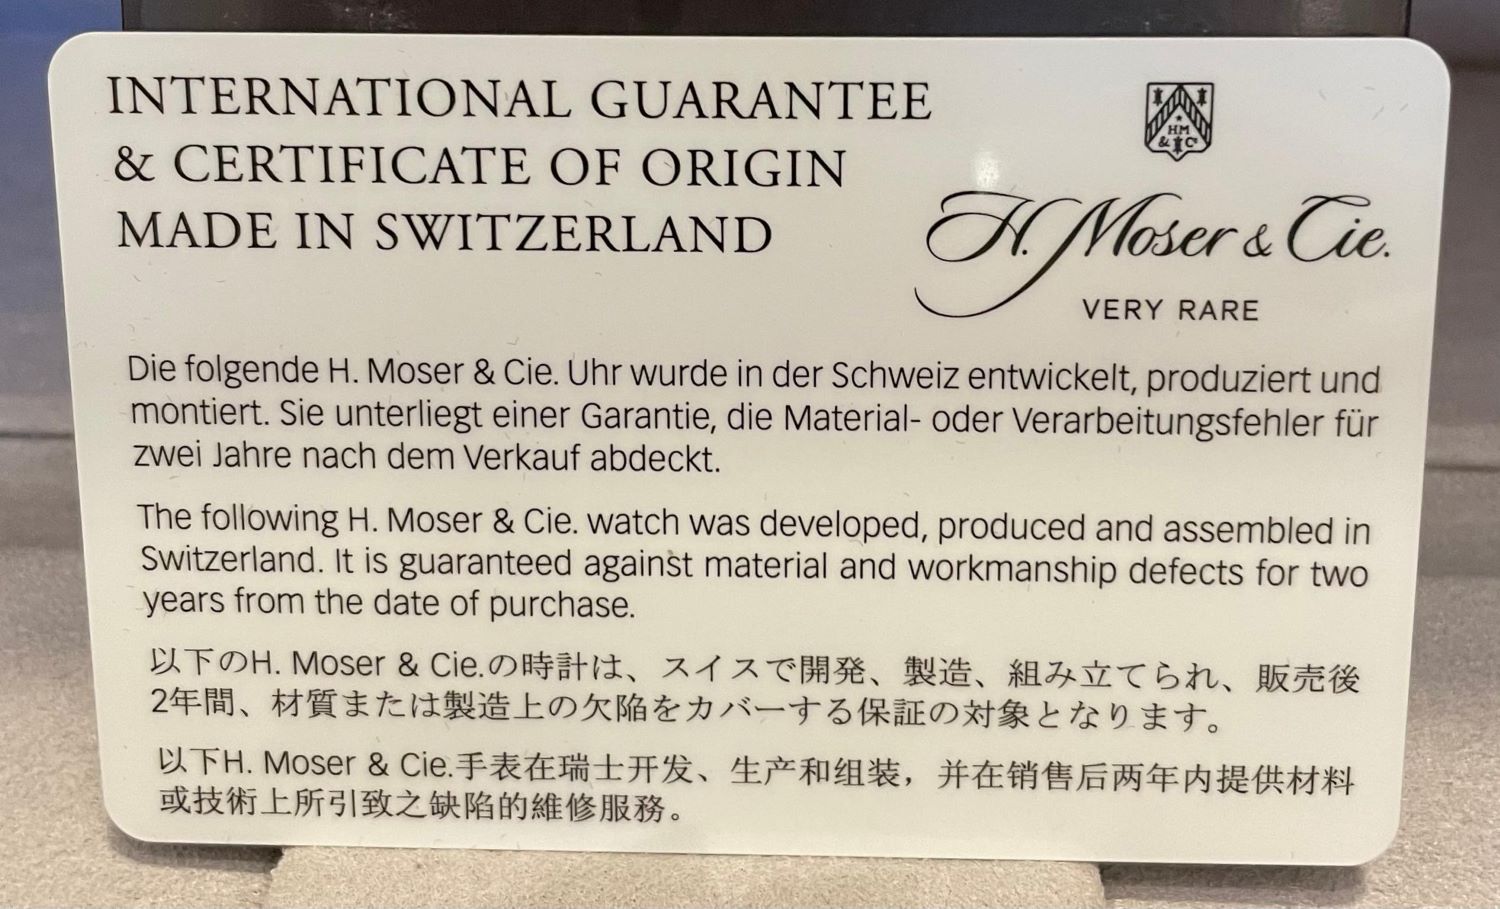 INTERNATIONAL GUARANTEE
& CERTIFICATE OF ORIGIN
MADE IN SWITZERLAND
HM
& Cº
H. Moser & Cie.
VERY RARE
Die folgende H. Moser & Cie. Uhr wurde in der Schweiz entwickelt, produziert und
montiert. Sie unterliegt einer Garantie, die Material- oder Verarbeitungsfehler für
zwei Jahre nach dem Verkauf abdeckt.
The following H. Moser & Cie. watch was developed, produced and assembled in
Switzerland. It is guaranteed against material and workmanship defects for two
years from the date of purchase.
以下のH. Moser & Cie.の時計は、スイスで開発、製造、組み立てられ、販売後
2年間、材質または製造上の欠陥をカバーする保証の対象となります。
以下H. Moser & Cie.手表在瑞士开发、生产和组装，并在销售后两年内提供材料
或技術上所引致之缺陷的維修服務。